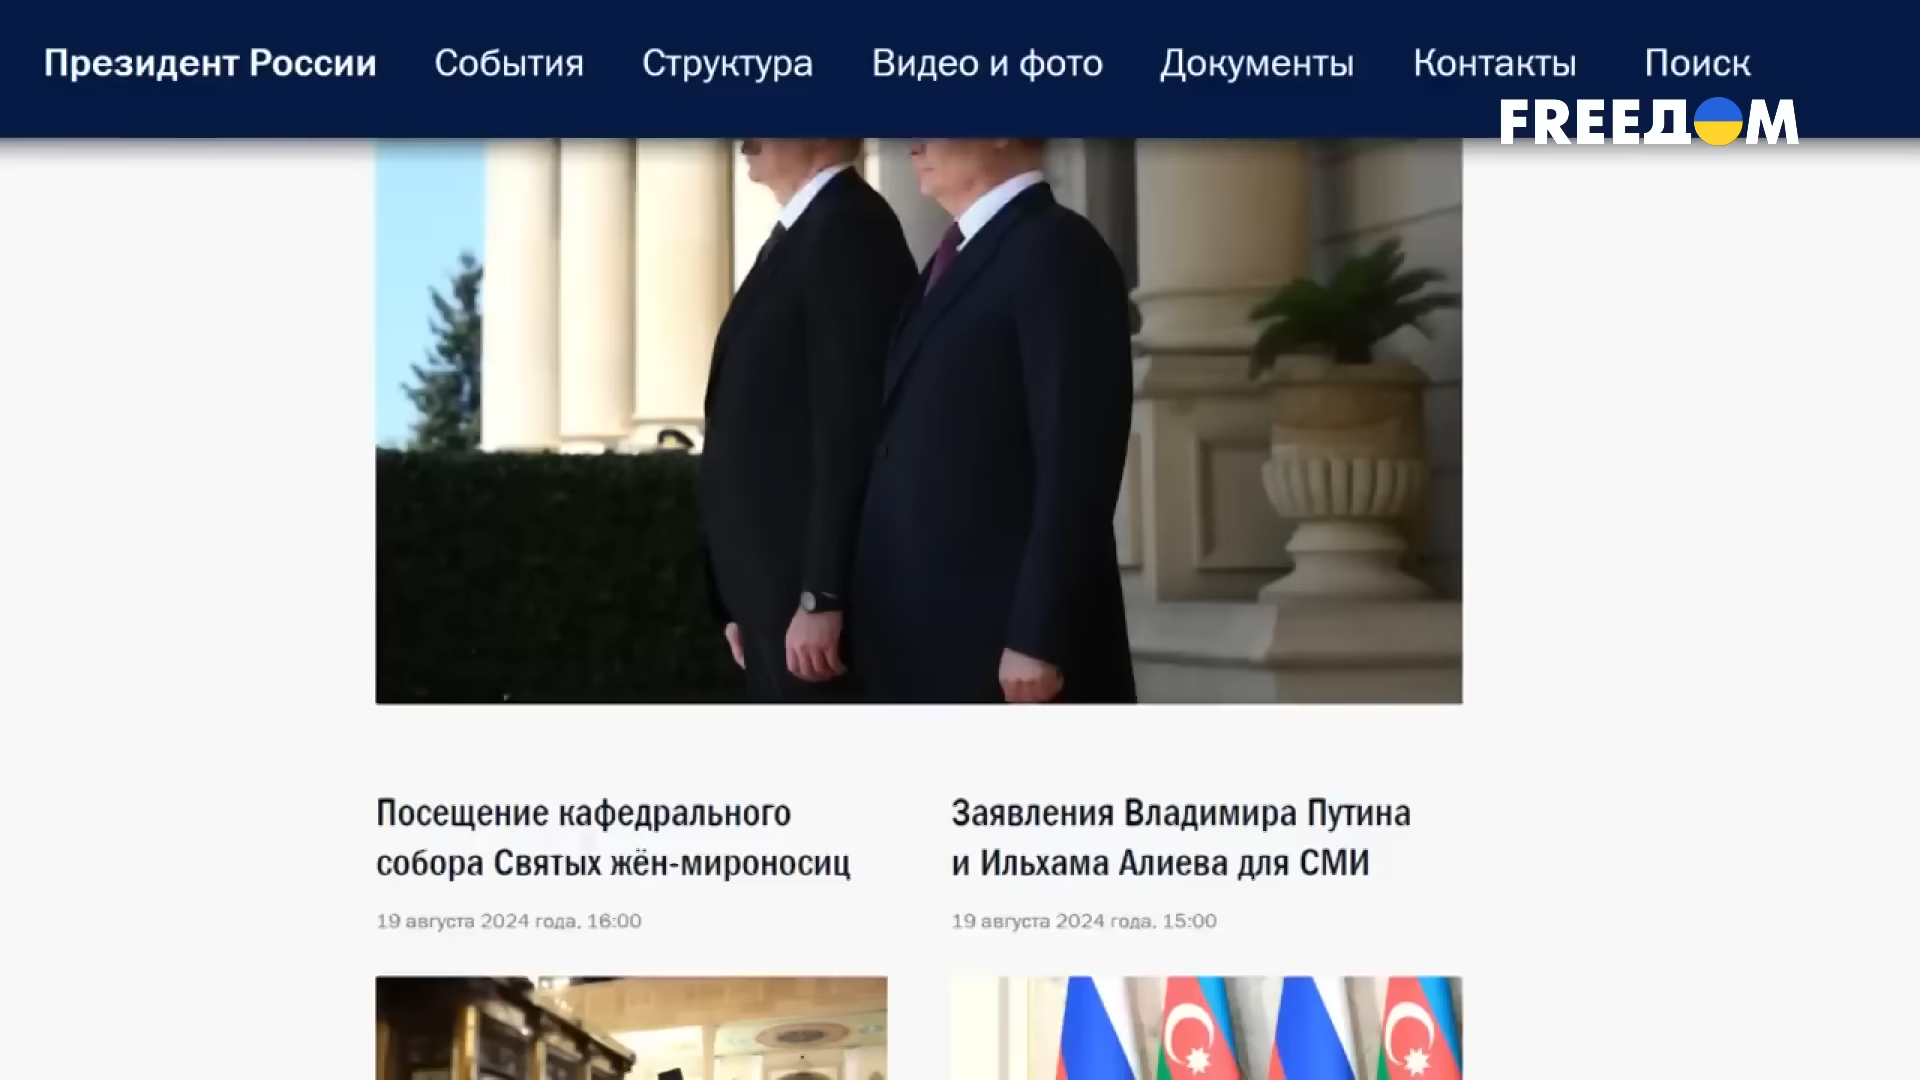 Президент России События Структура Видео и фото Документы Контакты Поиск
FREEДOM
Посещение кафедрального
собора Святых жён-мироносиц
19 августа 2024 года, 16:00
Заявления Владимира Путина
и Ильхама Алиева для СМИ
19 августа 2024 года, 15:00